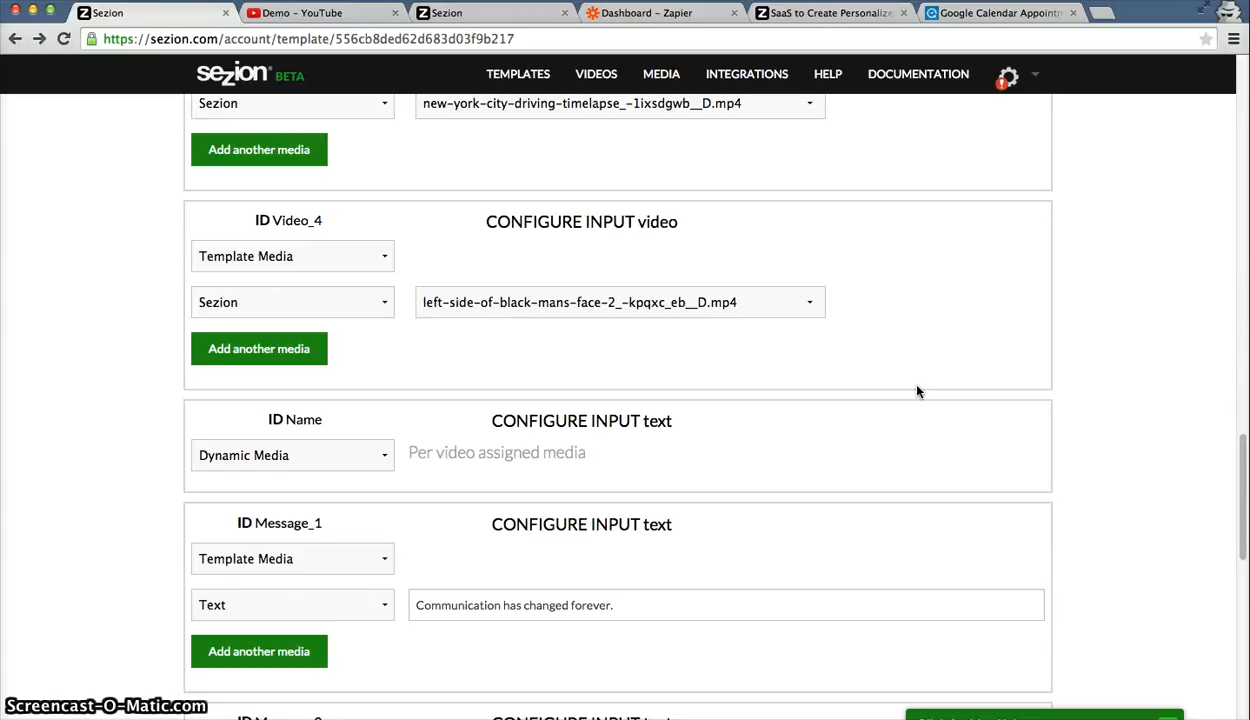 Sezion
Demo - YouTube
Sezion
Dashboard - Zapier
SaaS to Create Personalize
Google Calendar Appointm
https://sezion.com/account/template/556cb8ded62d683d03f9b217
sezion BETA
TEMPLATES
VIDEOS
MEDIA
INTEGRATIONS
HELP
DOCUMENTATION
Sezion
new-york-city-driving-timelapse_-1ixsdgwb__D.mp4
Add another media
ID Video_4
CONFIGURE INPUT video
Template Media
Sezion
left-side-of-black-mans-face-2_-kpqxc_eb__D.mp4
Add another media
ID Name
CONFIGURE INPUT text
Dynamic Media
Per video assigned media
ID Message_1
CONFIGURE INPUT text
Template Media
Text
Communication has changed forever.
Add another media
Screencast-O-Matic.com